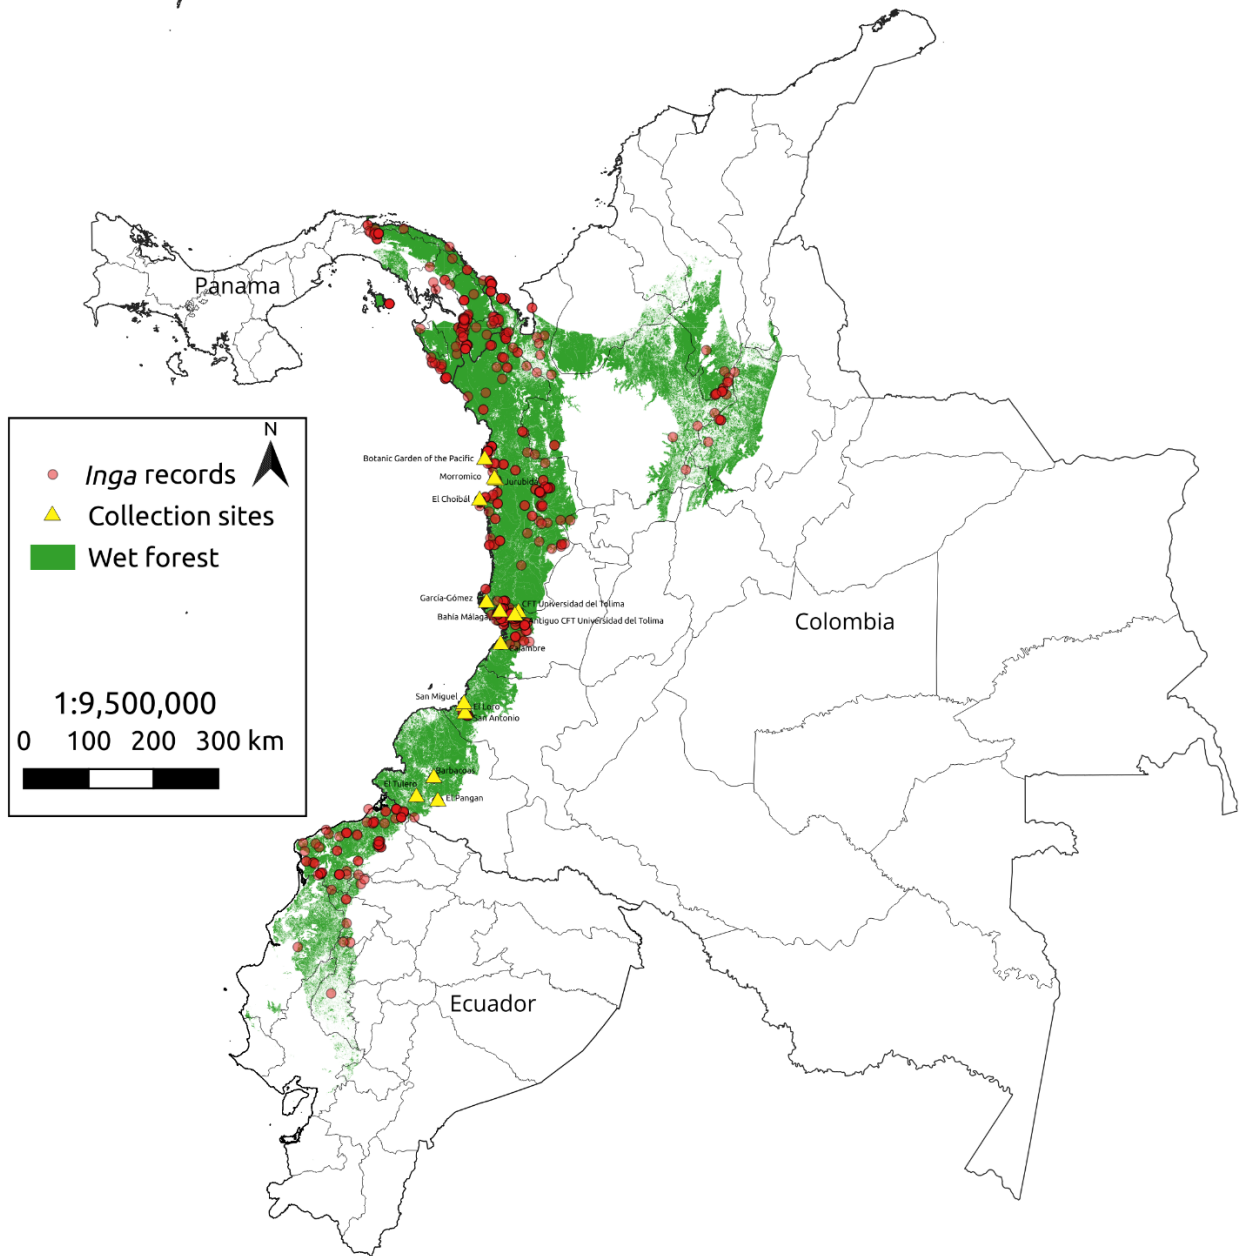 Panama
N
Inga records
Collection sites
Wet forest
1:9,500,000
0 100 200 300 km
Botanic Garden of the Pacific
Morromico
Jurubidá
El Choibál
García-Gómez
CFT Universidad del Tolima
Bahía Málaga
Antiguo CFT Universidad del Tolima
Cajambre
Colombia
San Miguel
El Loro
San Antonio
Barbacoas
El Tulero
El Pangan
Ecuador